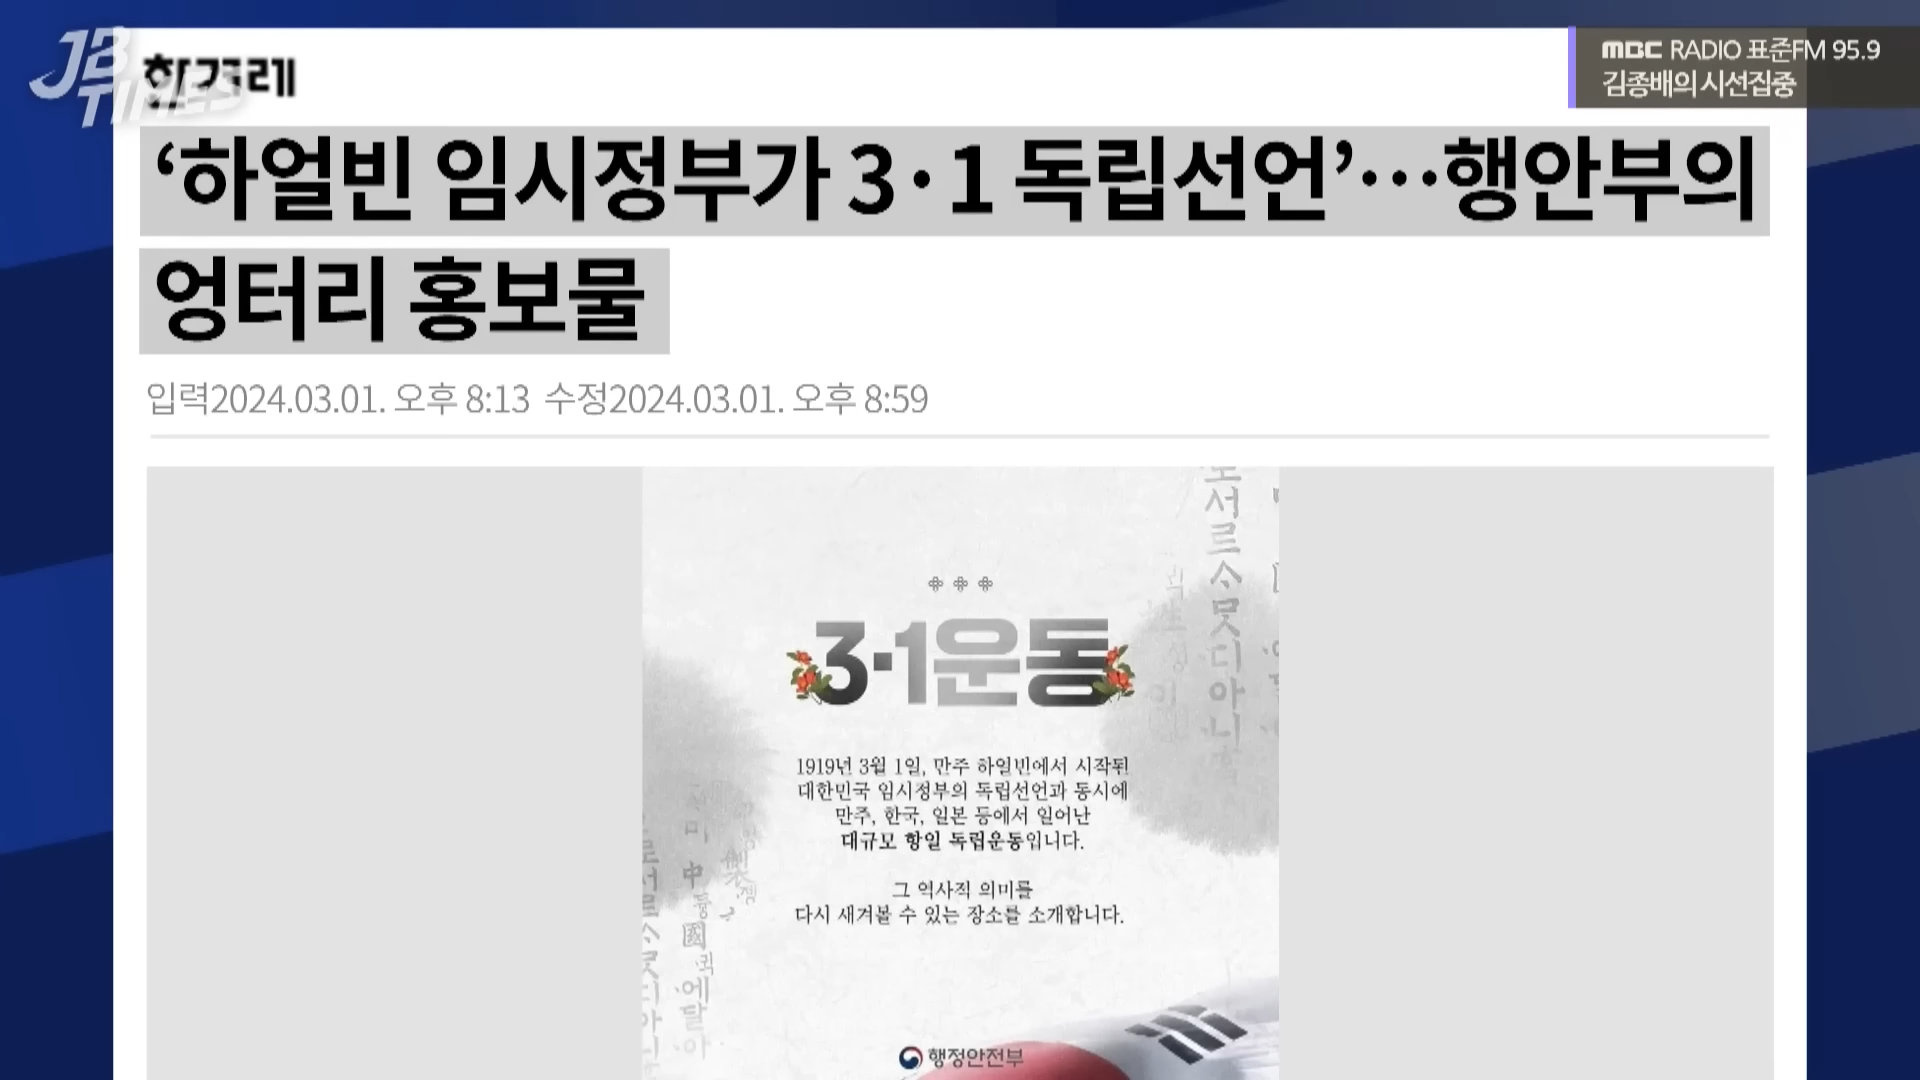 JB TIMES
한겨레
MBC RADIO 표준FM 95.9
김종배의 시선집중
‘하얼빈 임시정부가 3·1 독립선언’…행안부의
엉터리 홍보물
입력2024.03.01. 오후 8:13 수정2024.03.01. 오후 8:59
3·1운동
1919년 3월 1일, 만주 하얼빈에서 시작된
대한민국 임시정부의 독립선언과 동시에
만주, 한국, 일본 등에서 일어난
대규모 항일 독립운동입니다.
그 역사적 의미를
다시 새겨볼 수 있는 장소를 소개합니다.
행정안전부